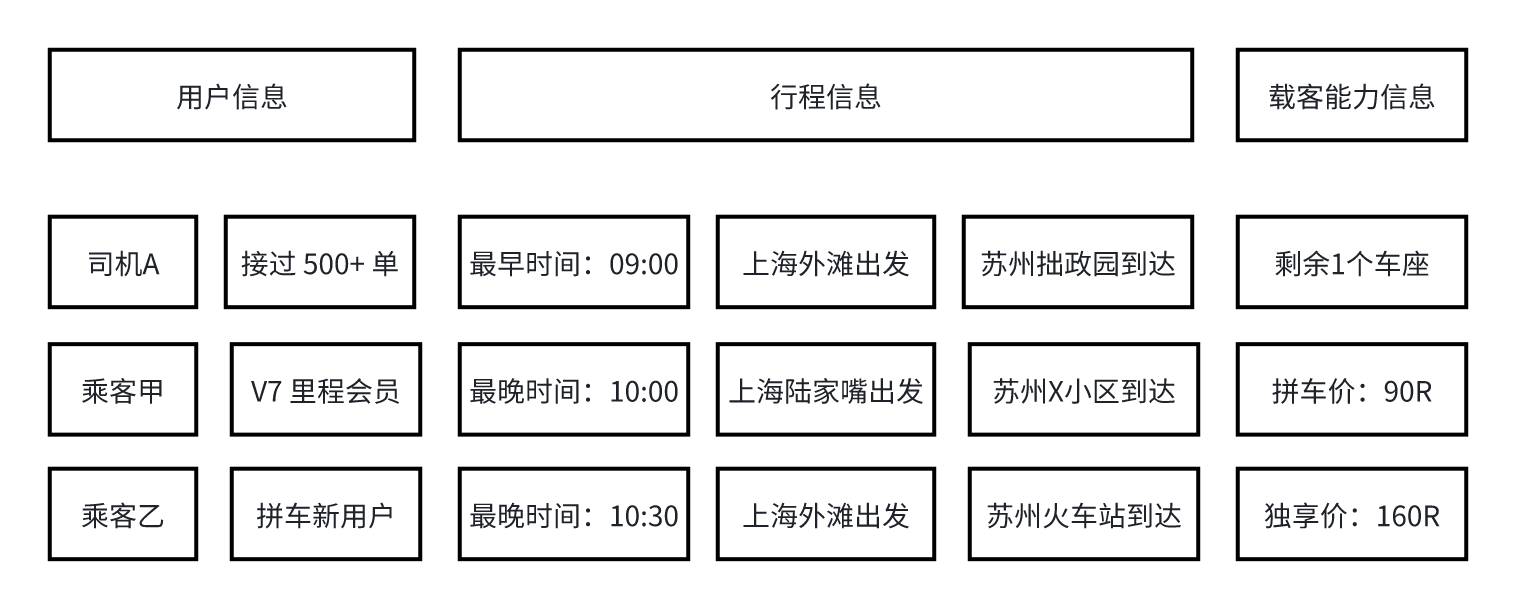 用户信息
行程信息
载客能力信息
司机A
接过 500+ 单
最早时间：09:00
上海外滩出发
苏州拙政园到达
剩余1个车座
乘客甲
V7 里程会员
最晚时间：10:00
上海陆家嘴出发
苏州X小区到达
拼车价：90R
乘客乙
拼车新用户
最晚时间：10:30
上海外滩出发
苏州火车站到达
独享价：160R